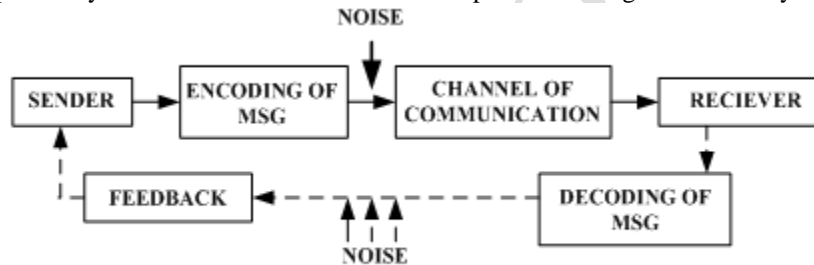 NOISE
SENDER
ENCODING OF
MSG
CHANNEL OF
COMMUNICATION
RECIEVER
FEEDBACK
DECODING OF
MSG
NOISE